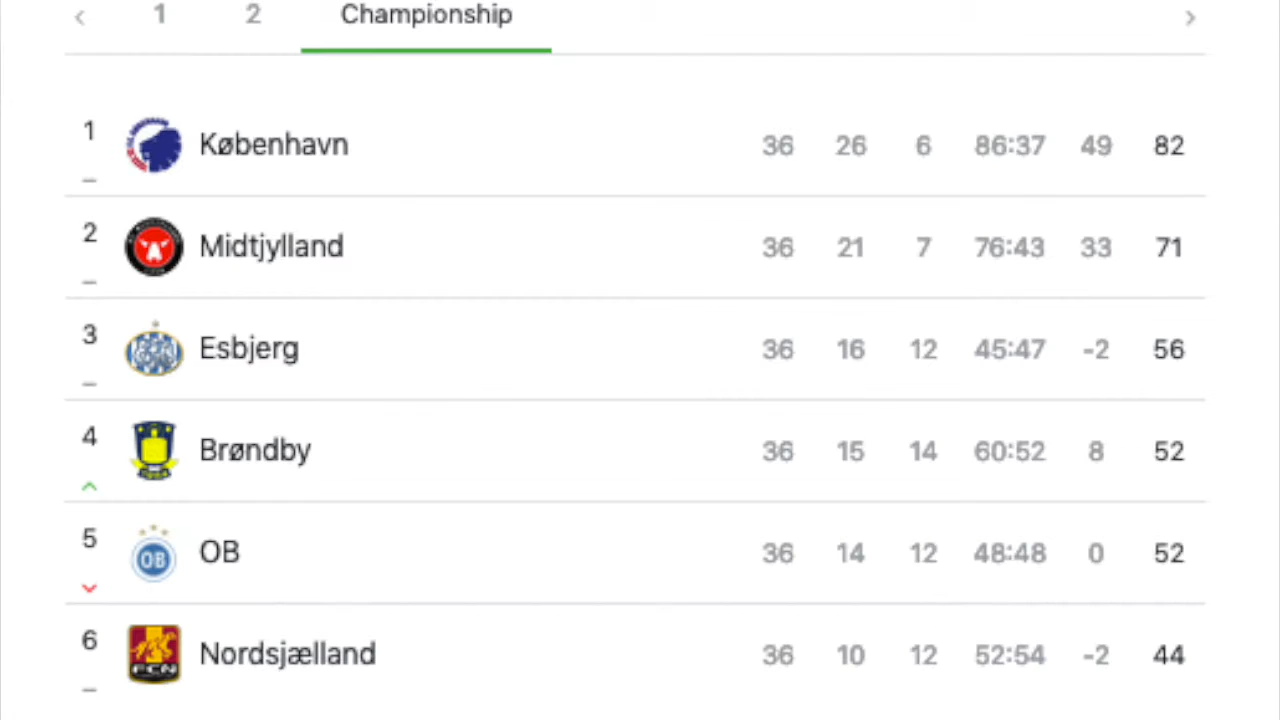 1 2 Championship
1 København 36 26 6 86:37 49 82
2 Midtjylland 36 21 7 76:43 33 71
3 Esbjerg 36 16 12 45:47 -2 56
4 Brøndby 36 15 14 60:52 8 52
5 OB OB 36 14 12 48:48 0 52
6 FCN Nordsjælland 36 10 12 52:54 -2 44